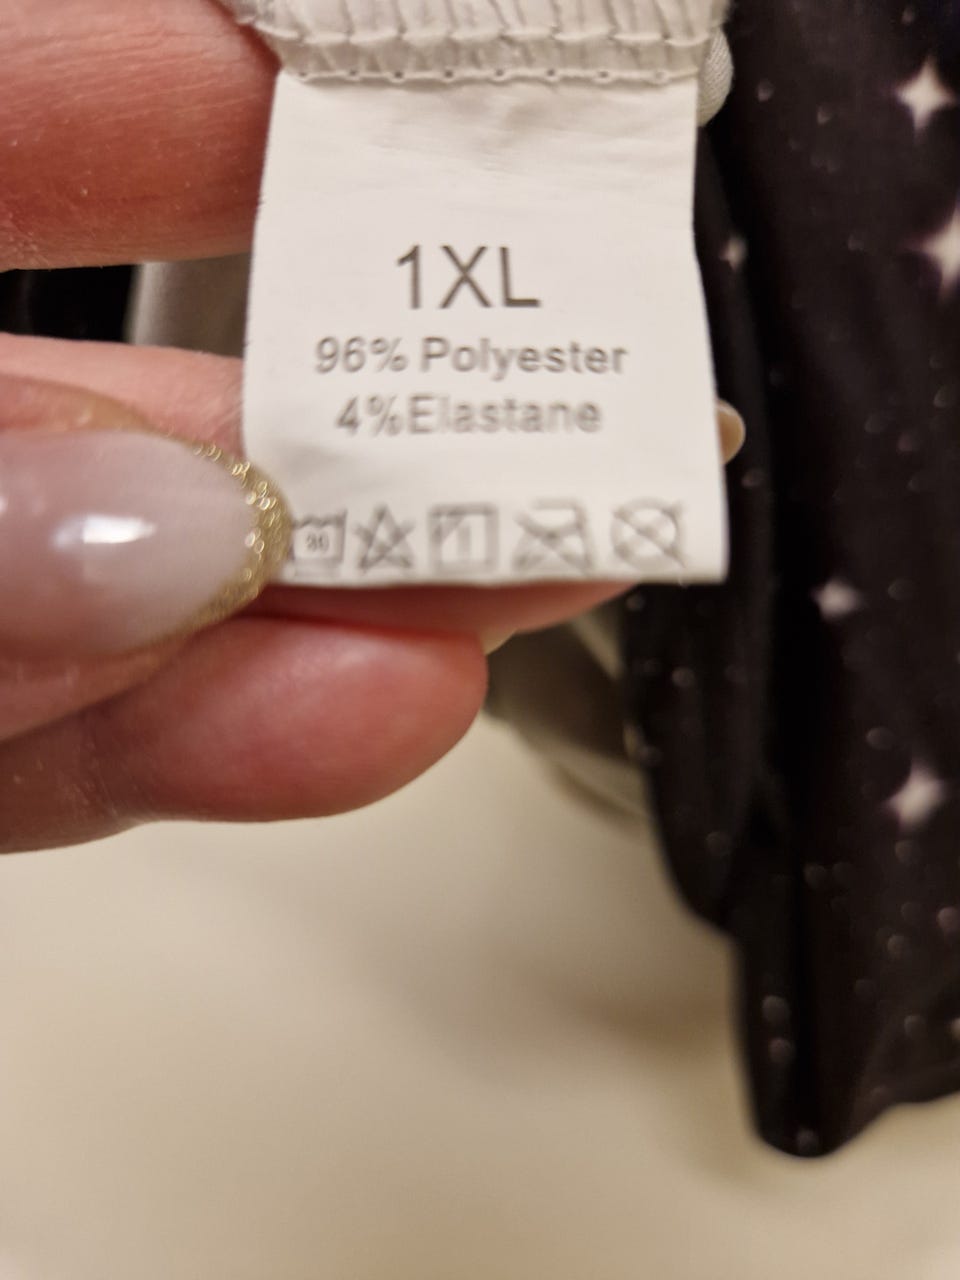 1XL
96% Polyester
4%Elastane
30